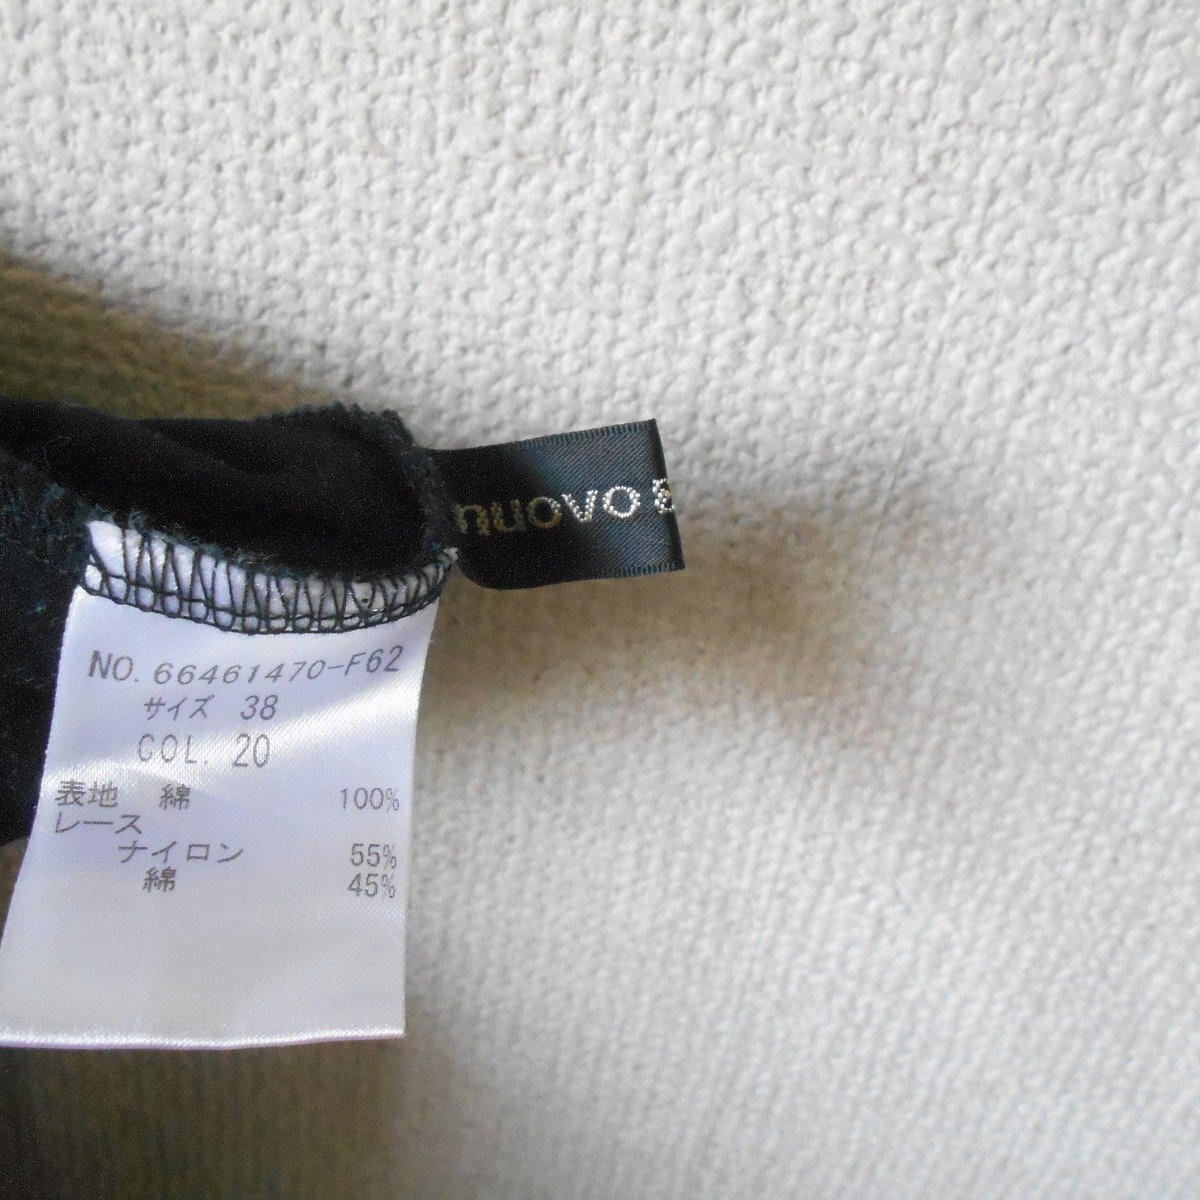 nuovo
NO. 66461470-F62
サイズ 38
COL. 20
表地 綿 100%
レース
ナイロン 55%
綿 45%